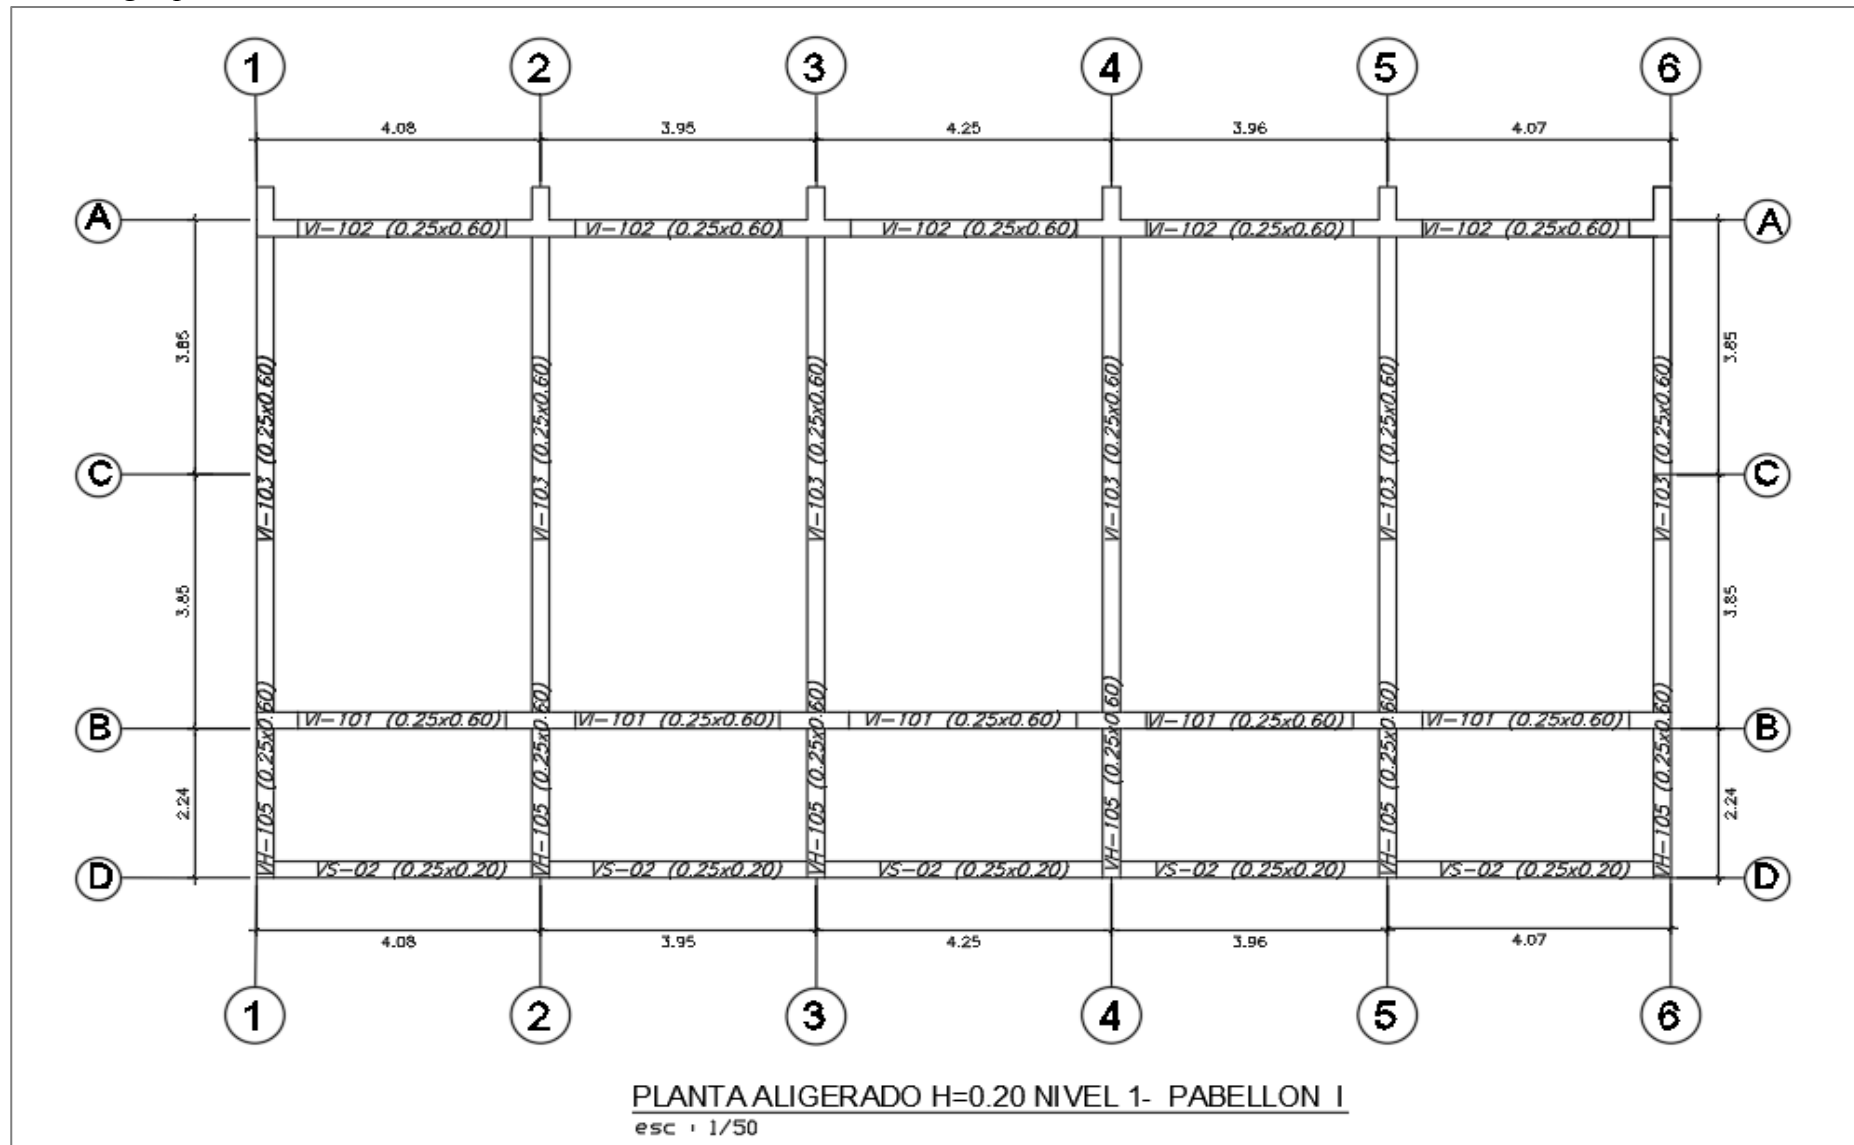 1 2 3 4 5 6
4.08 3.95 4.25 3.96 4.07
A VI-102 (0.25x0.60) VI-102 (0.25x0.60) VI-102 (0.25x0.60) VI-102 (0.25x0.60) VI-102 (0.25x0.60) A
3.85 3.85
VI-103 (0.25x0.60) VI-103 (0.25x0.60) VI-103 (0.25x0.60) VI-103 (0.25x0.60) VI-103 (0.25x0.60) VI-103 (0.25x0.60)
C C
3.85 3.85
B VI-101 (0.25x0.60) VI-101 (0.25x0.60) VI-101 (0.25x0.60) VI-101 (0.25x0.60) VI-101 (0.25x0.60) B
VH-105 (0.25x0.60) VH-105 (0.25x0.60) VH-105 (0.25x0.60) VH-105 (0.25x0.60) VH-105 (0.25x0.60) VH-105 (0.25x0.60)
2.24 2.24
D VS-02 (0.25x0.20) VS-02 (0.25x0.20) VS-02 (0.25x0.20) VS-02 (0.25x0.20) VS-02 (0.25x0.20) D
4.08 3.95 4.25 3.96 4.07
1 2 3 4 5 6
PLANTA ALIGERADO H=0.20 NIVEL 1- PABELLON I
esc : 1/50